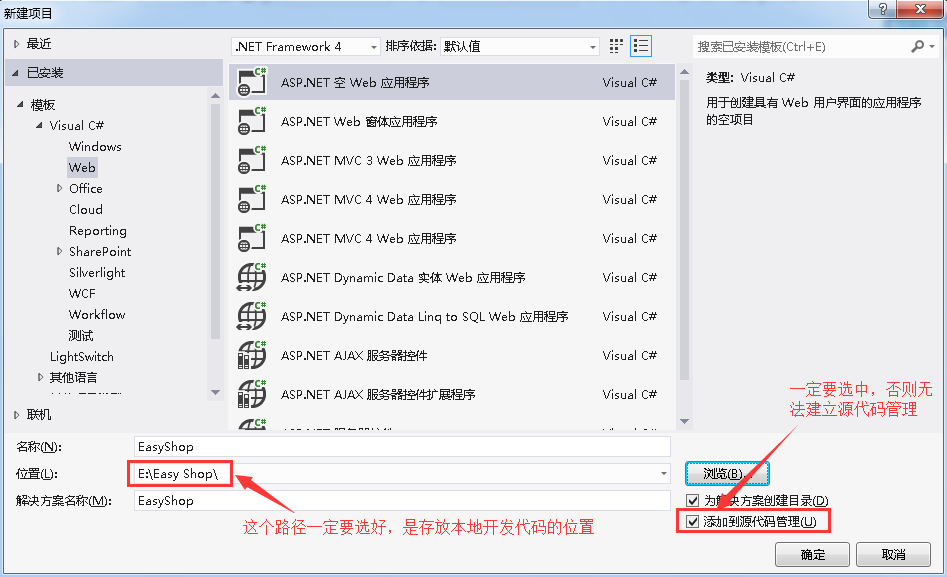 新建项目
最近
.NET Framework 4
排序依据: 默认值
搜索已安装模板(Ctrl+E)
已安装
模板
Visual C#
Windows
Web
Office
Cloud
Reporting
SharePoint
Silverlight
WCF
Workflow
测试
LightSwitch
其他语言
联机
ASP.NET 空 Web 应用程序 Visual C#
ASP.NET Web 窗体应用程序 Visual C#
ASP.NET MVC 3 Web 应用程序 Visual C#
ASP.NET MVC 4 Web 应用程序 Visual C#
ASP.NET MVC 4 Web 应用程序 Visual C#
ASP.NET Dynamic Data 实体 Web 应用程序 Visual C#
ASP.NET Dynamic Data Linq to SQL Web 应用程序 Visual C#
ASP.NET AJAX 服务器控件 Visual C#
ASP.NET AJAX 服务器控件扩展程序 Visual C#
类型: Visual C#
用于创建具有 Web 用户界面的应用程序
的空项目
一定要选中，否则无
法建立源代码管理
名称(N): EasyShop
位置(L): E:\Easy Shop\
浏览(B)...
解决方案名称(M): EasyShop
为解决方案创建目录(D)
添加到源代码管理(U)
这个路径一定要选好，是存放本地开发代码的位置
确定
取消